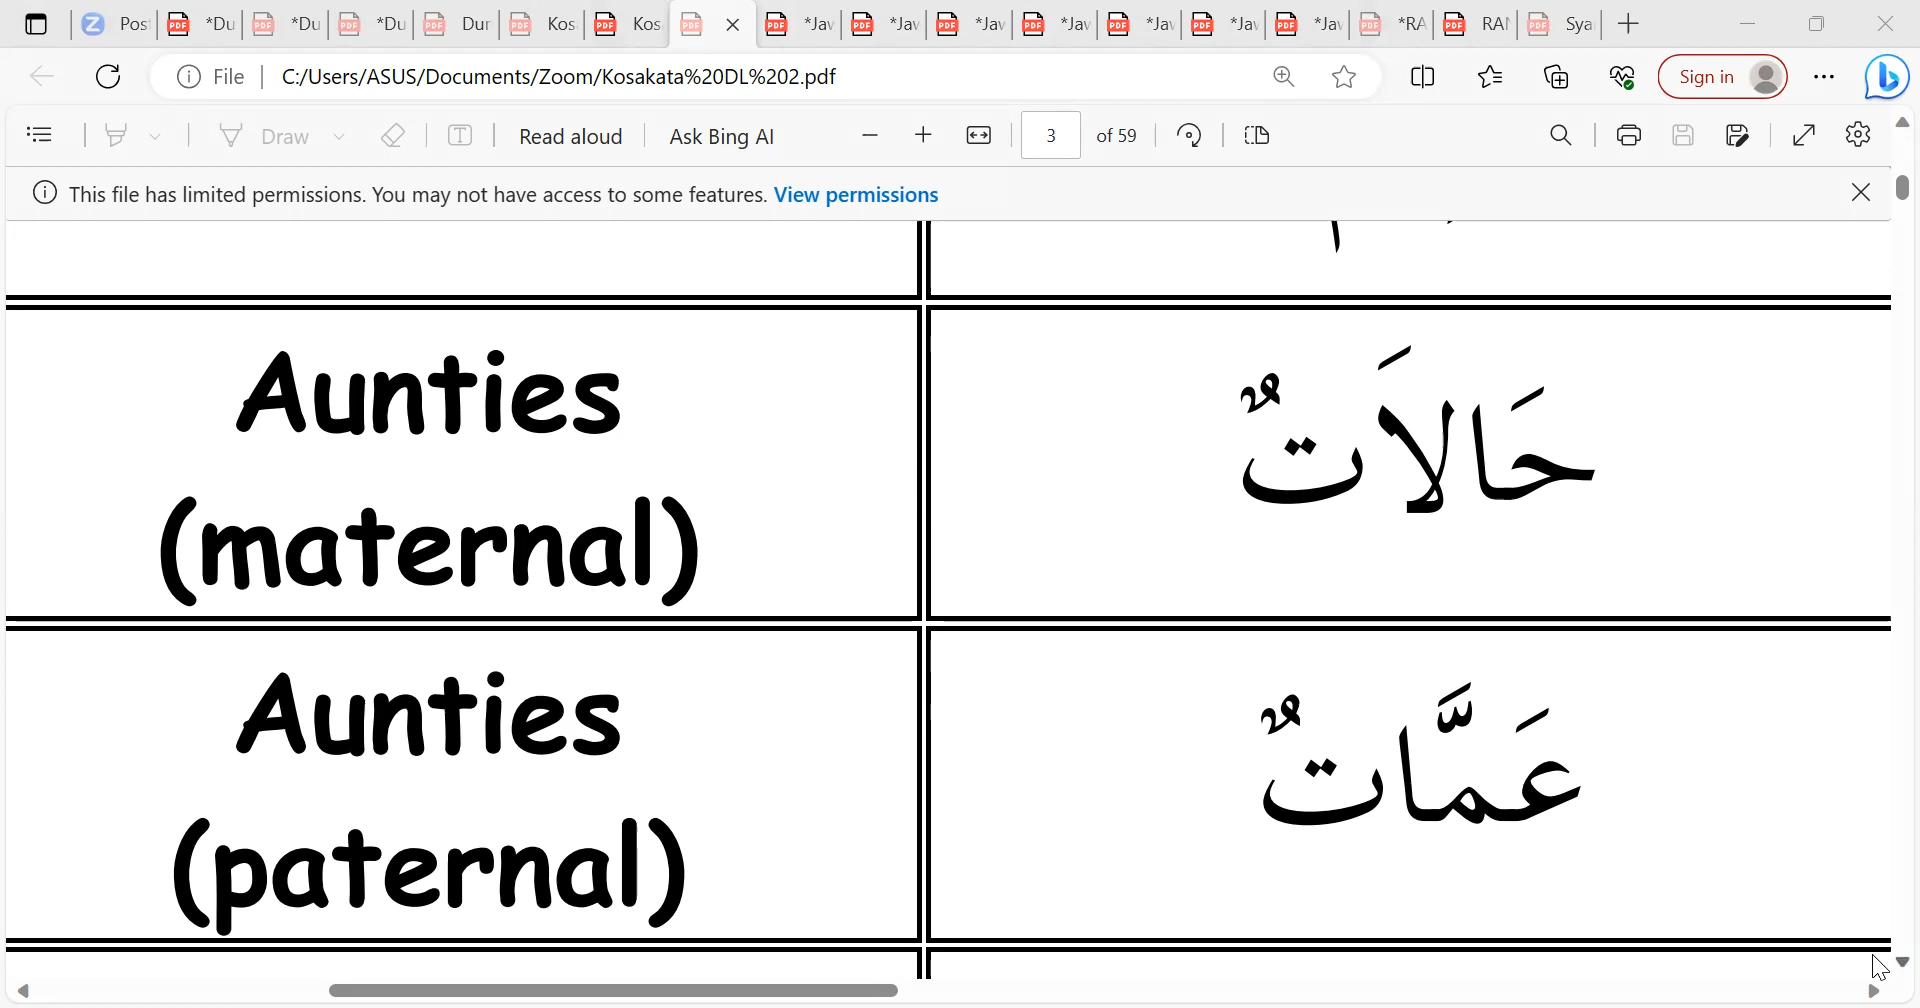 Pos
*Du
*Du
*Du
Dur
Kos
Kos
*Jav
*Jav
*Jav
*Jav
*Jav
*Jav
*Jav
*RA
RAN
Sya
File
C:/Users/ASUS/Documents/Zoom/Kosakata%20DL%202.pdf
Sign in
Draw
Read aloud
Ask Bing AI
3 of 59
This file has limited permissions. You may not have access to some features. View permissions
Aunties
(maternal)
حَالَاتٌ
Aunties
(paternal)
عَمَّاتٌ